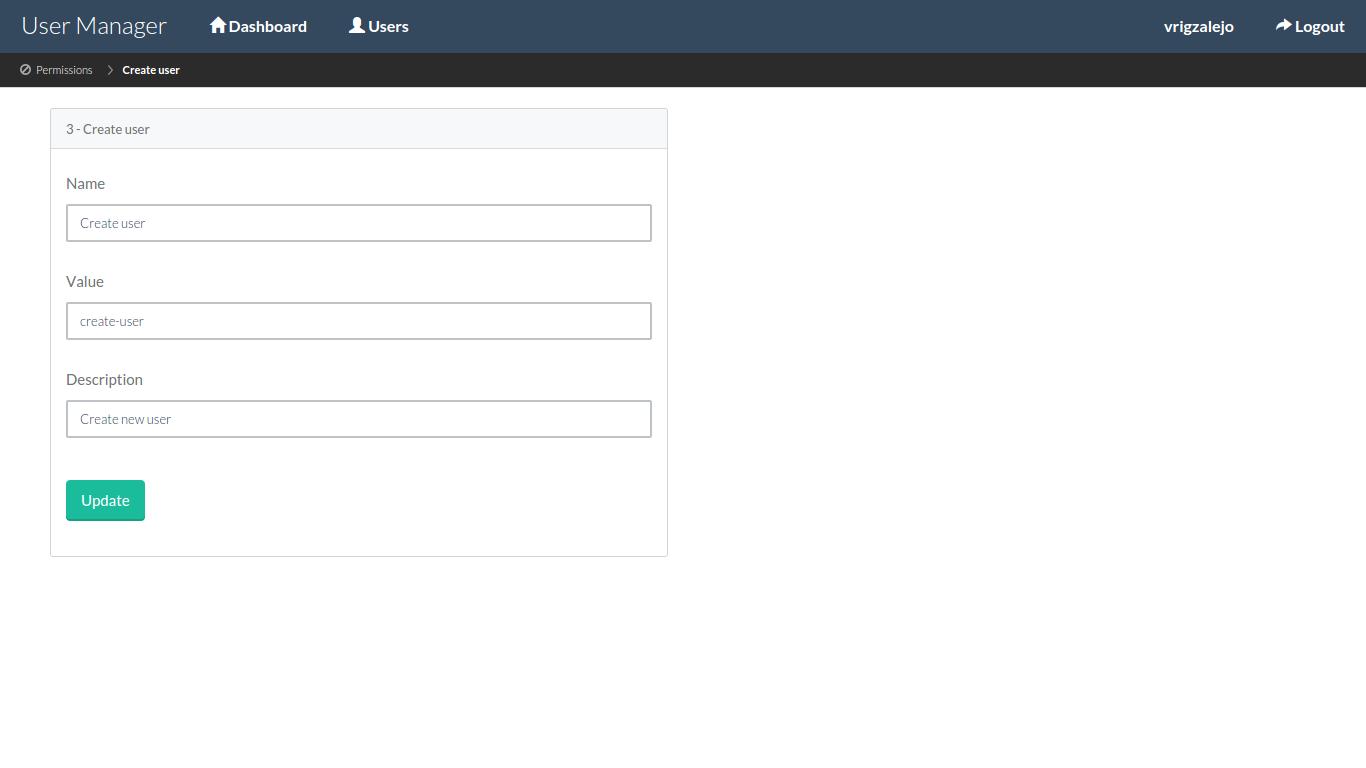 User Manager Dashboard Users vrigzalejo Logout
Permissions Create user
3 - Create user
Name
Create user
Value
create-user
Description
Create new user
Update